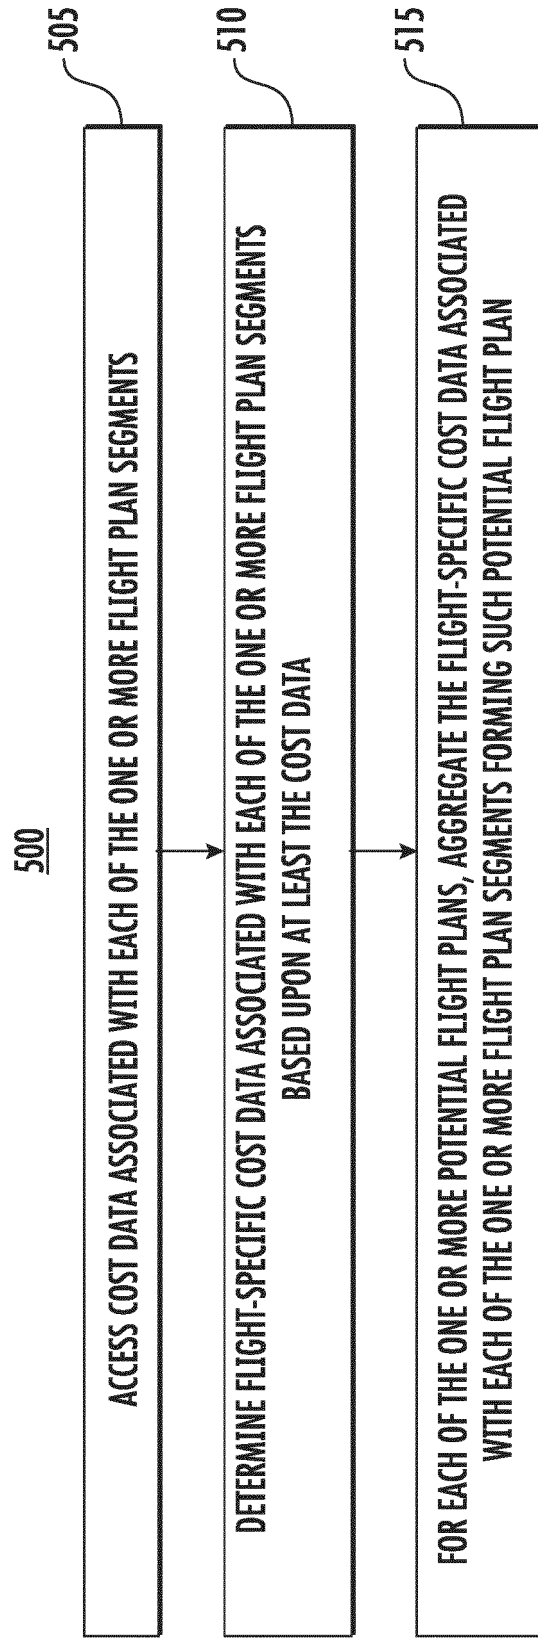 500
505
ACCESS COST DATA ASSOCIATED WITH EACH OF THE ONE OR MORE FLIGHT PLAN SEGMENTS
510
DETERMINE FLIGHT-SPECIFIC COST DATA ASSOCIATED WITH EACH OF THE ONE OR MORE FLIGHT PLAN SEGMENTS
BASED UPON AT LEAST THE COST DATA
515
FOR EACH OF THE ONE OR MORE POTENTIAL FLIGHT PLANS, AGGREGATE THE FLIGHT-SPECIFIC COST DATA ASSOCIATED
WITH EACH OF THE ONE OR MORE FLIGHT PLAN SEGMENTS FORMING SUCH POTENTIAL FLIGHT PLAN